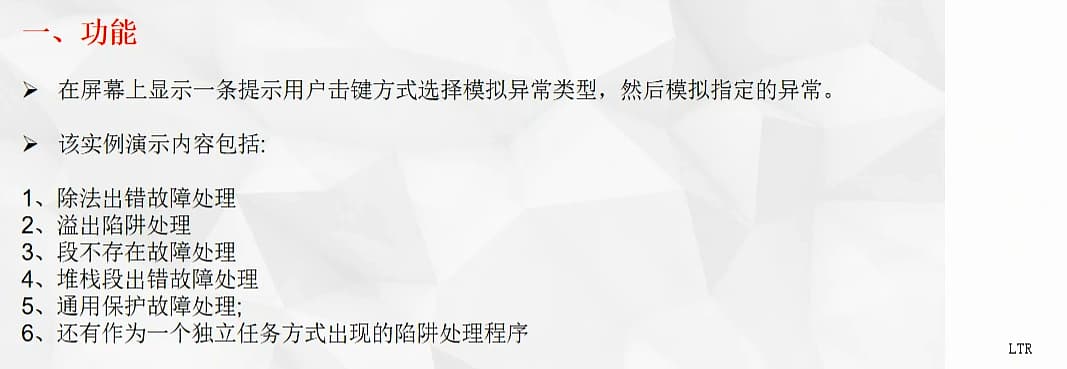 一、功能
➤ 在屏幕上显示一条提示用户击键方式选择模拟异常类型，然后模拟指定的异常。
➤ 该实例演示内容包括:
1、除法出错故障处理
2、溢出陷阱处理
3、段不存在故障处理
4、堆栈段出错故障处理
5、通用保护故障处理;
6、还有作为一个独立任务方式出现的陷阱处理程序
LTR